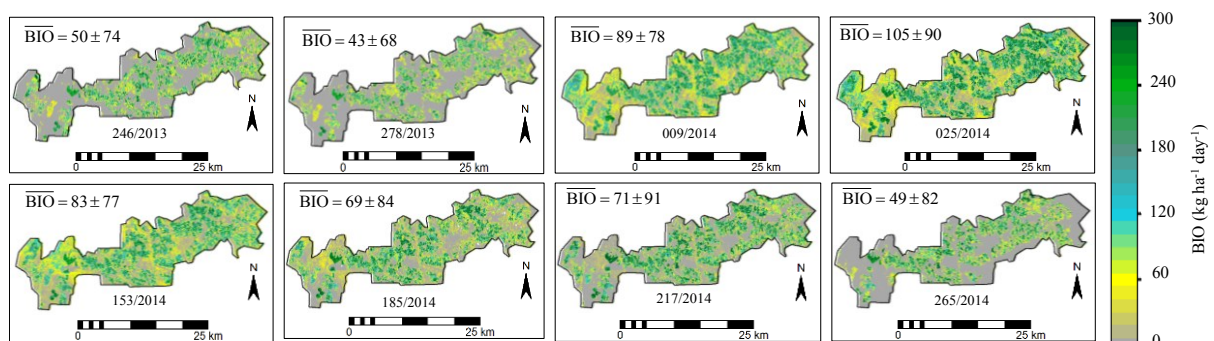 BIO = 50 ± 74
N
246/2013
0 25 km
BIO = 43 ± 68
N
278/2013
0 25 km
BIO = 89 ± 78
N
009/2014
0 25 km
BIO = 105 ± 90
N
025/2014
0 25 km
BIO = 83 ± 77
N
153/2014
0 25 km
BIO = 69 ± 84
N
185/2014
0 25 km
BIO = 71 ± 91
N
217/2014
0 25 km
BIO = 49 ± 82
N
265/2014
0 25 km
300
240
180
120
60
0
BIO (kg ha⁻¹ day⁻¹)